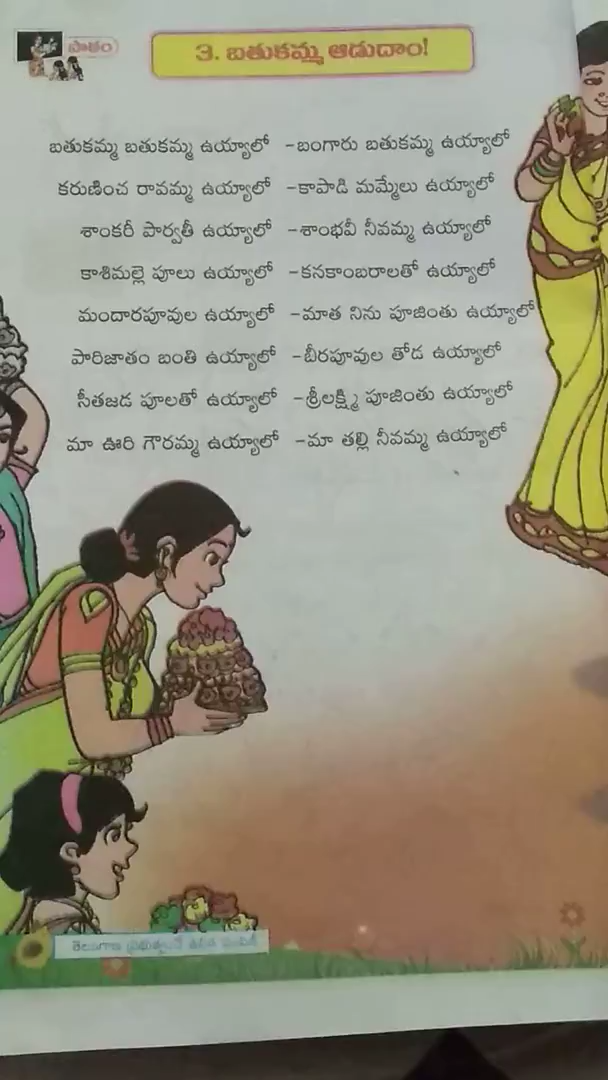 పాఠం
3. బతుకమ్మ ఆడుదాం!
బతుకమ్మ బతుకమ్మ ఉయ్యాలో - బంగారు బతుకమ్మ ఉయ్యాలో
కరుణించ రావమ్మ ఉయ్యాలో - కాపాడి మమ్మేలు ఉయ్యాలో
శాంకరీ పార్వతీ ఉయ్యాలో - శాంభవీ నీవమ్మ ఉయ్యాలో
కాశిమల్లె పూలు ఉయ్యాలో - కనకాంబరాలతో ఉయ్యాలో
మందారపూవుల ఉయ్యాలో - మాత నిను పూజింతు ఉయ్యాలో
పారిజాతం బంతి ఉయ్యాలో - బీరపూవుల తోడ ఉయ్యాలో
సీతజడ పూలతో ఉయ్యాలో - శ్రీలక్ష్మి పూజింతు ఉయ్యాలో
మా ఊరి గౌరమ్మ ఉయ్యాలో - మా తల్లి నీవమ్మ ఉయ్యాలో
తెలంగాణ